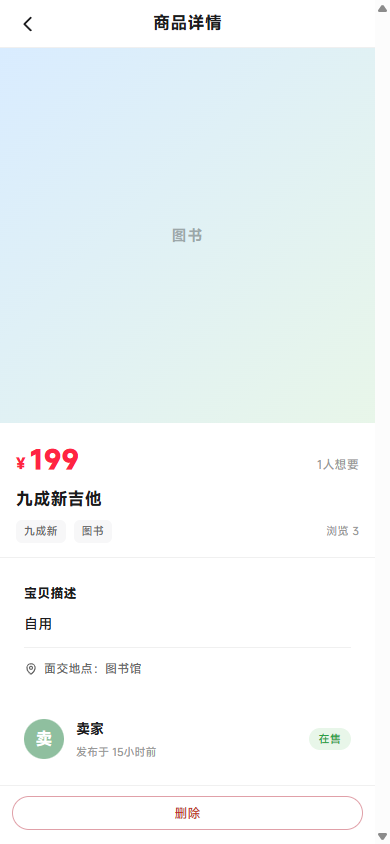 商品详情
图书
¥199
1人想要
九成新吉他
九成新 图书
浏览 3
宝贝描述
自用
面交地点：图书馆
卖
卖家
发布于 15小时前
在售
删除